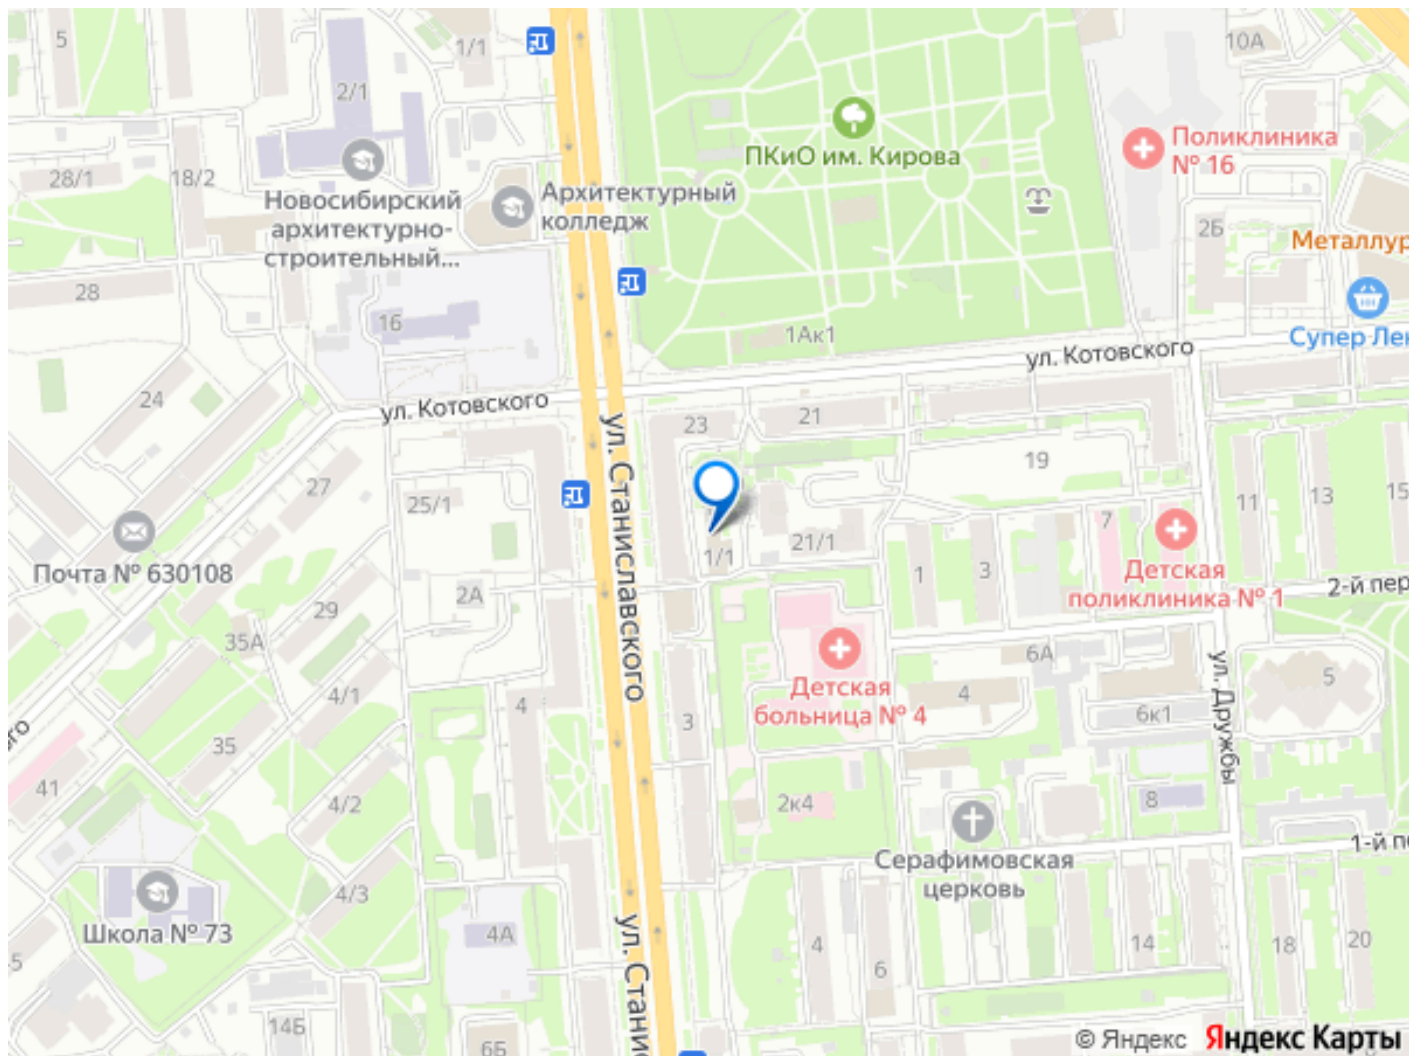 5
1/1
10А
2/1
Поликлиника
№ 16
ПКиО им. Кирова
28/1
18/2
Новосибирский
архитектурно-
строительный...
Архитектурный
колледж
2Б
Металлур
28
1б
1Ак1
Супер Лен
ул. Котовского
ул. Котовского
24
23
21
ул. Станиславского
19
27
25/1
11
13
15
7
Почта № 630108
1/1
21/1
1
3
Детская
поликлиника № 1
2-й пер
2А
29
35А
6А
ул. Дружбы
Детская
больница № 4
4/1
4
3
4
6к1
5
ого
35
41
4/2
2к4
8
Серафимовская
церковь
1-й п
4/3
Школа № 73
4А
ул. Станис
4
6
14
18
20
5
14Б
6Б
© Яндекс Яндекс Карты